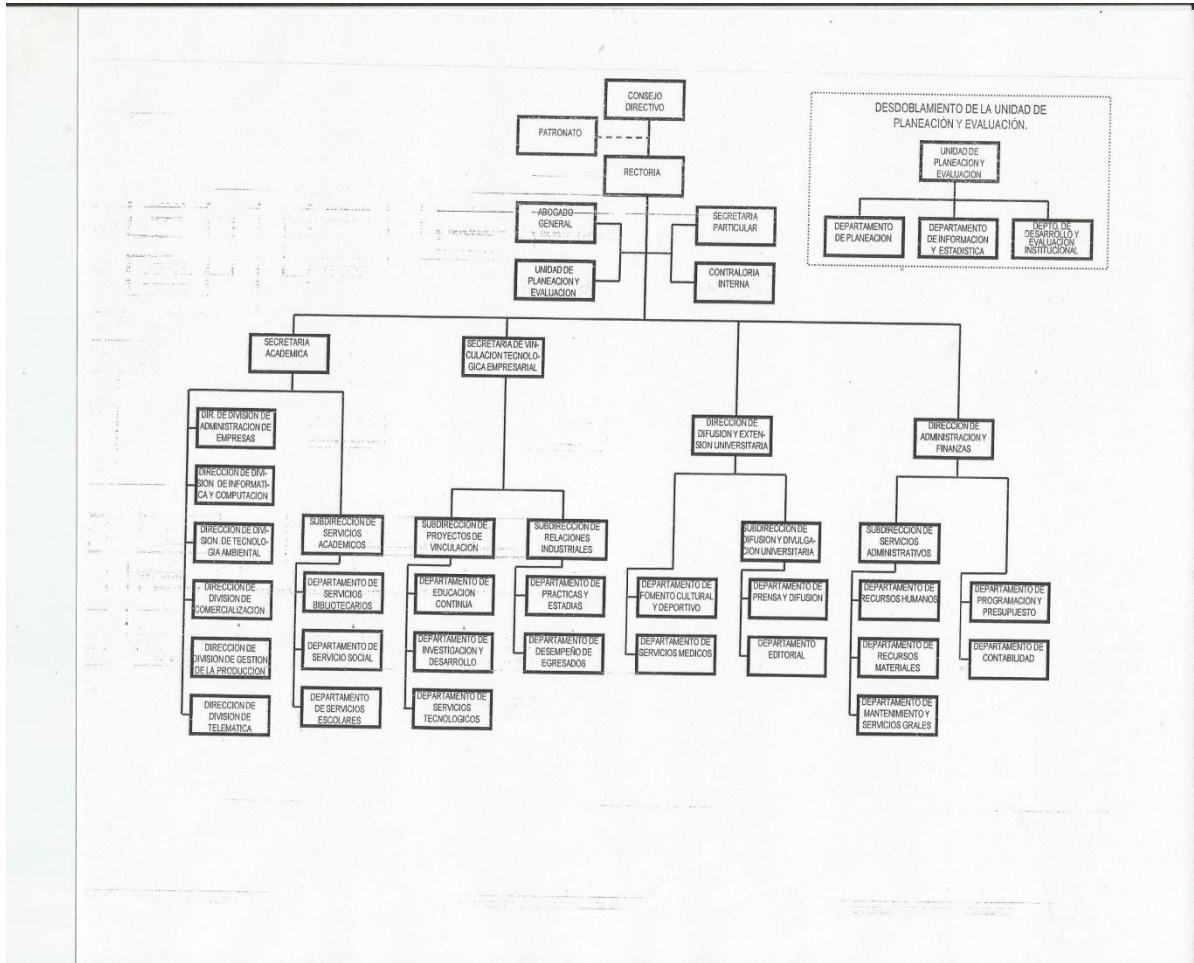 CONSEJO
DIRECTIVO
PATRONATO
RECTORIA
ABOGADO
GENERAL
SECRETARIA
PARTICULAR
UNIDAD DE
PLANEACION Y
EVALUACION
CONTRALORIA
INTERNA
DESDOBLAMIENTO DE LA UNIDAD DE
PLANEACIÓN Y EVALUACIÓN.
UNIDAD DE
PLANEACION Y
EVALUACION
DEPARTAMENTO
DE PLANEACION
DEPARTAMENTO
DE INFORMACION
Y ESTADISTICA
DEPTO. DE
DESARROLLO Y
EVALUACION
INSTITUCIONAL
SECRETARIA
ACADEMICA
SECRETARIA DE VIN-
CULACION TECNOLO-
GICA EMPRESARIAL
DIRECCION DE
DIFUSION Y EXTEN-
SION UNIVERSITARIA
DIRECCION DE
ADMINISTRACION Y
FINANZAS
DIR. DE DIVISION DE
ADMINISTRACION DE
EMPRESAS
DIRECCION DE DIVI-
SION DE INFORMATI-
CA Y COMPUTACION
DIRECCION DE DIVI-
SION. DE TECNOLO-
GIA AMBIENTAL
DIRECCION DE
DIVISION DE
COMERCIALIZACION
DIRECCION DE
DIVISION DE GESTION
DE LA PRODUCCION
DIRECCION DE
DIVISION DE
TELEMATICA
SUBDIRECCION DE
SERVICIOS
ACADEMICOS
DEPARTAMENTO DE
SERVICIOS
BIBLIOTECARIOS
DEPARTAMENTO DE
SERVICIO SOCIAL
DEPARTAMENTO
DE SERVICIOS
ESCOLARES
SUBDIRECCION DE
PROYECTOS DE
VINCULACION
DEPARTAMENTO DE
EDUCACION
CONTINUA
DEPARTAMENTO DE
INVESTIGACION Y
DESARROLLO
DEPARTAMENTO DE
SERVICIOS
TECNOLOGICOS
SUBDIRECCION DE
RELACIONES
INDUSTRIALES
DEPARTAMENTO DE
PRACTICAS Y
ESTADIAS
DEPARTAMENTO DE
DESEMPEÑO DE
EGRESADOS
DEPARTAMENTO DE
FOMENTO CULTURAL
Y DEPORTIVO
DEPARTAMENTO DE
SERVICIOS MEDICOS
SUBDIRECCION DE
DIFUSION Y DIVULGA-
CION UNIVERSITARIA
DEPARTAMENTO DE
PRENSA Y DIFUSION
DEPARTAMENTO
EDITORIAL
SUBDIRECCION DE
SERVICIOS
ADMINISTRATIVOS
DEPARTAMENTO DE
RECURSOS HUMANOS
DEPARTAMENTO DE
RECURSOS
MATERIALES
DEPARTAMENTO DE
MANTENIMIENTO Y
SERVICIOS GRALES
DEPARTAMENTO DE
PROGRAMACION Y
PRESUPUESTO
DEPARTAMENTO DE
CONTABILIDAD